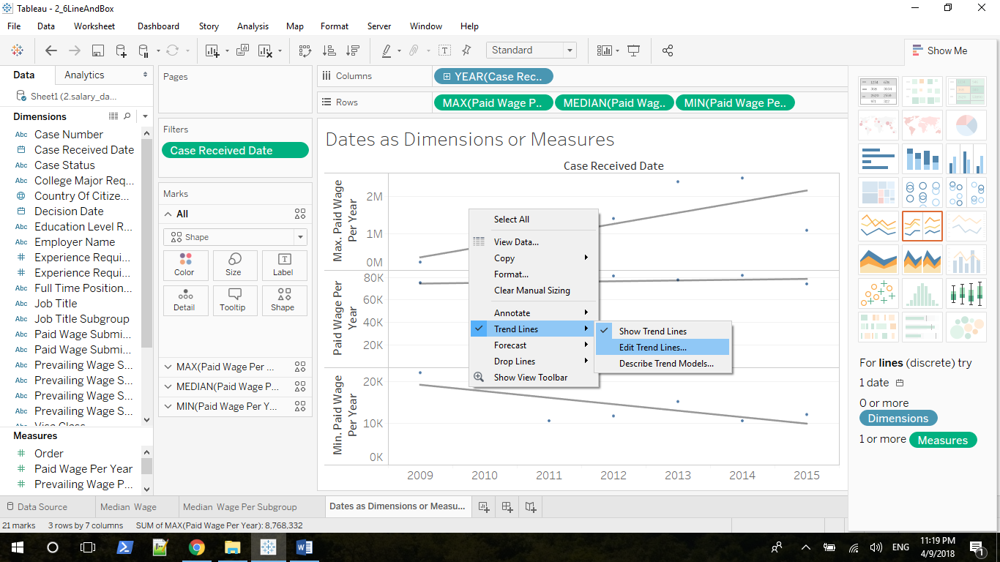 Tableau - 2_6LineAndBox
File Data Worksheet Dashboard Story Analysis Map Format Server Window Help
Standard
Show Me
Data Analytics
Sheet1 (2.salary_da...
Dimensions
Abc Case Number
Case Received Date
Abc Case Status
Abc College Major Req...
Country Of Citize...
Decision Date
Abc Education Level R...
Abc Employer Name
Experience Requi...
Experience Requi...
Abc Full Time Position...
Abc Job Title
Abc Job Title Subgroup
Abc Paid Wage Submi...
Abc Paid Wage Submi...
Abc Prevailing Wage S...
Abc Prevailing Wage S...
Abc Prevailing Wage S...
Abc Prevailing Wage S...
Abc Visa Class
Measures
# Order
# Paid Wage Per Year
# Prevailing Wage P...
Pages
Filters
Case Received Date
Marks
All
Shape
Color Size Label
Detail Tooltip Shape
MAX(Paid Wage Per ...
MEDIAN(Paid Wage P...
MIN(Paid Wage Per Y...
Columns
YEAR(Case Rec..
Rows
MAX(Paid Wage P.. MEDIAN(Paid Wag.. MIN(Paid Wage Pe..
Dates as Dimensions or Measures
Case Received Date
Max. Paid Wage
Per Year
2M
1M
0M
Paid Wage Per
Year
80K
60K
40K
20K
Min. Paid Wage
Per Year
20K
10K
0K
2009 2010 2011 2012 2013 2014 2015
Select All
View Data...
Copy
Format...
Clear Manual Sizing
Annotate
Trend Lines
Forecast
Drop Lines
Show View Toolbar
Show Trend Lines
Edit Trend Lines...
Describe Trend Models...
For lines (discrete) try
1 date
0 or more
Dimensions
1 or more Measures
Data Source Median Wage Median Wage Per Subgroup Dates as Dimensions or Measu...
21 marks 3 rows by 7 columns SUM of MAX(Paid Wage Per Year): 8,768,332
ENG
11:19 PM
4/9/2018
1